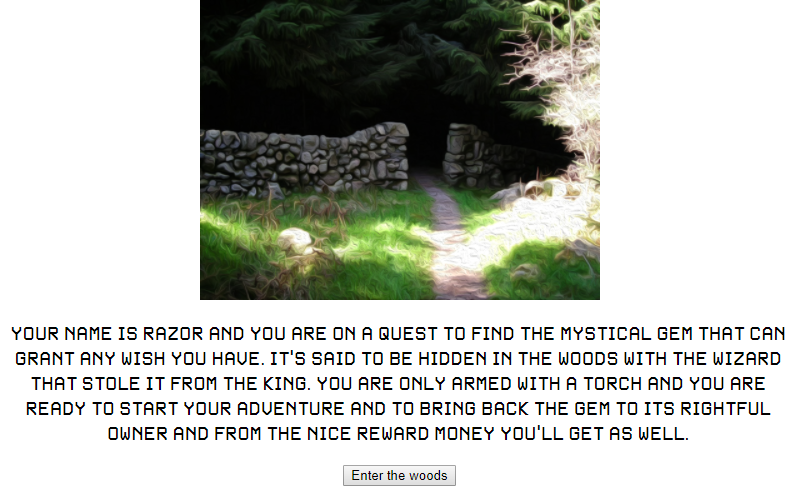 YOUR NAME IS RAZOR AND YOU ARE ON A QUEST TO FIND THE MYSTICAL GEM THAT CAN
GRANT ANY WISH YOU HAVE. IT'S SAID TO BE HIDDEN IN THE WOODS WITH THE WIZARD
THAT STOLE IT FROM THE KING. YOU ARE ONLY ARMED WITH A TORCH AND YOU ARE
READY TO START YOUR ADVENTURE AND TO BRING BACK THE GEM TO ITS RIGHTFUL
OWNER AND FROM THE NICE REWARD MONEY YOU'LL GET AS WELL.
Enter the woods